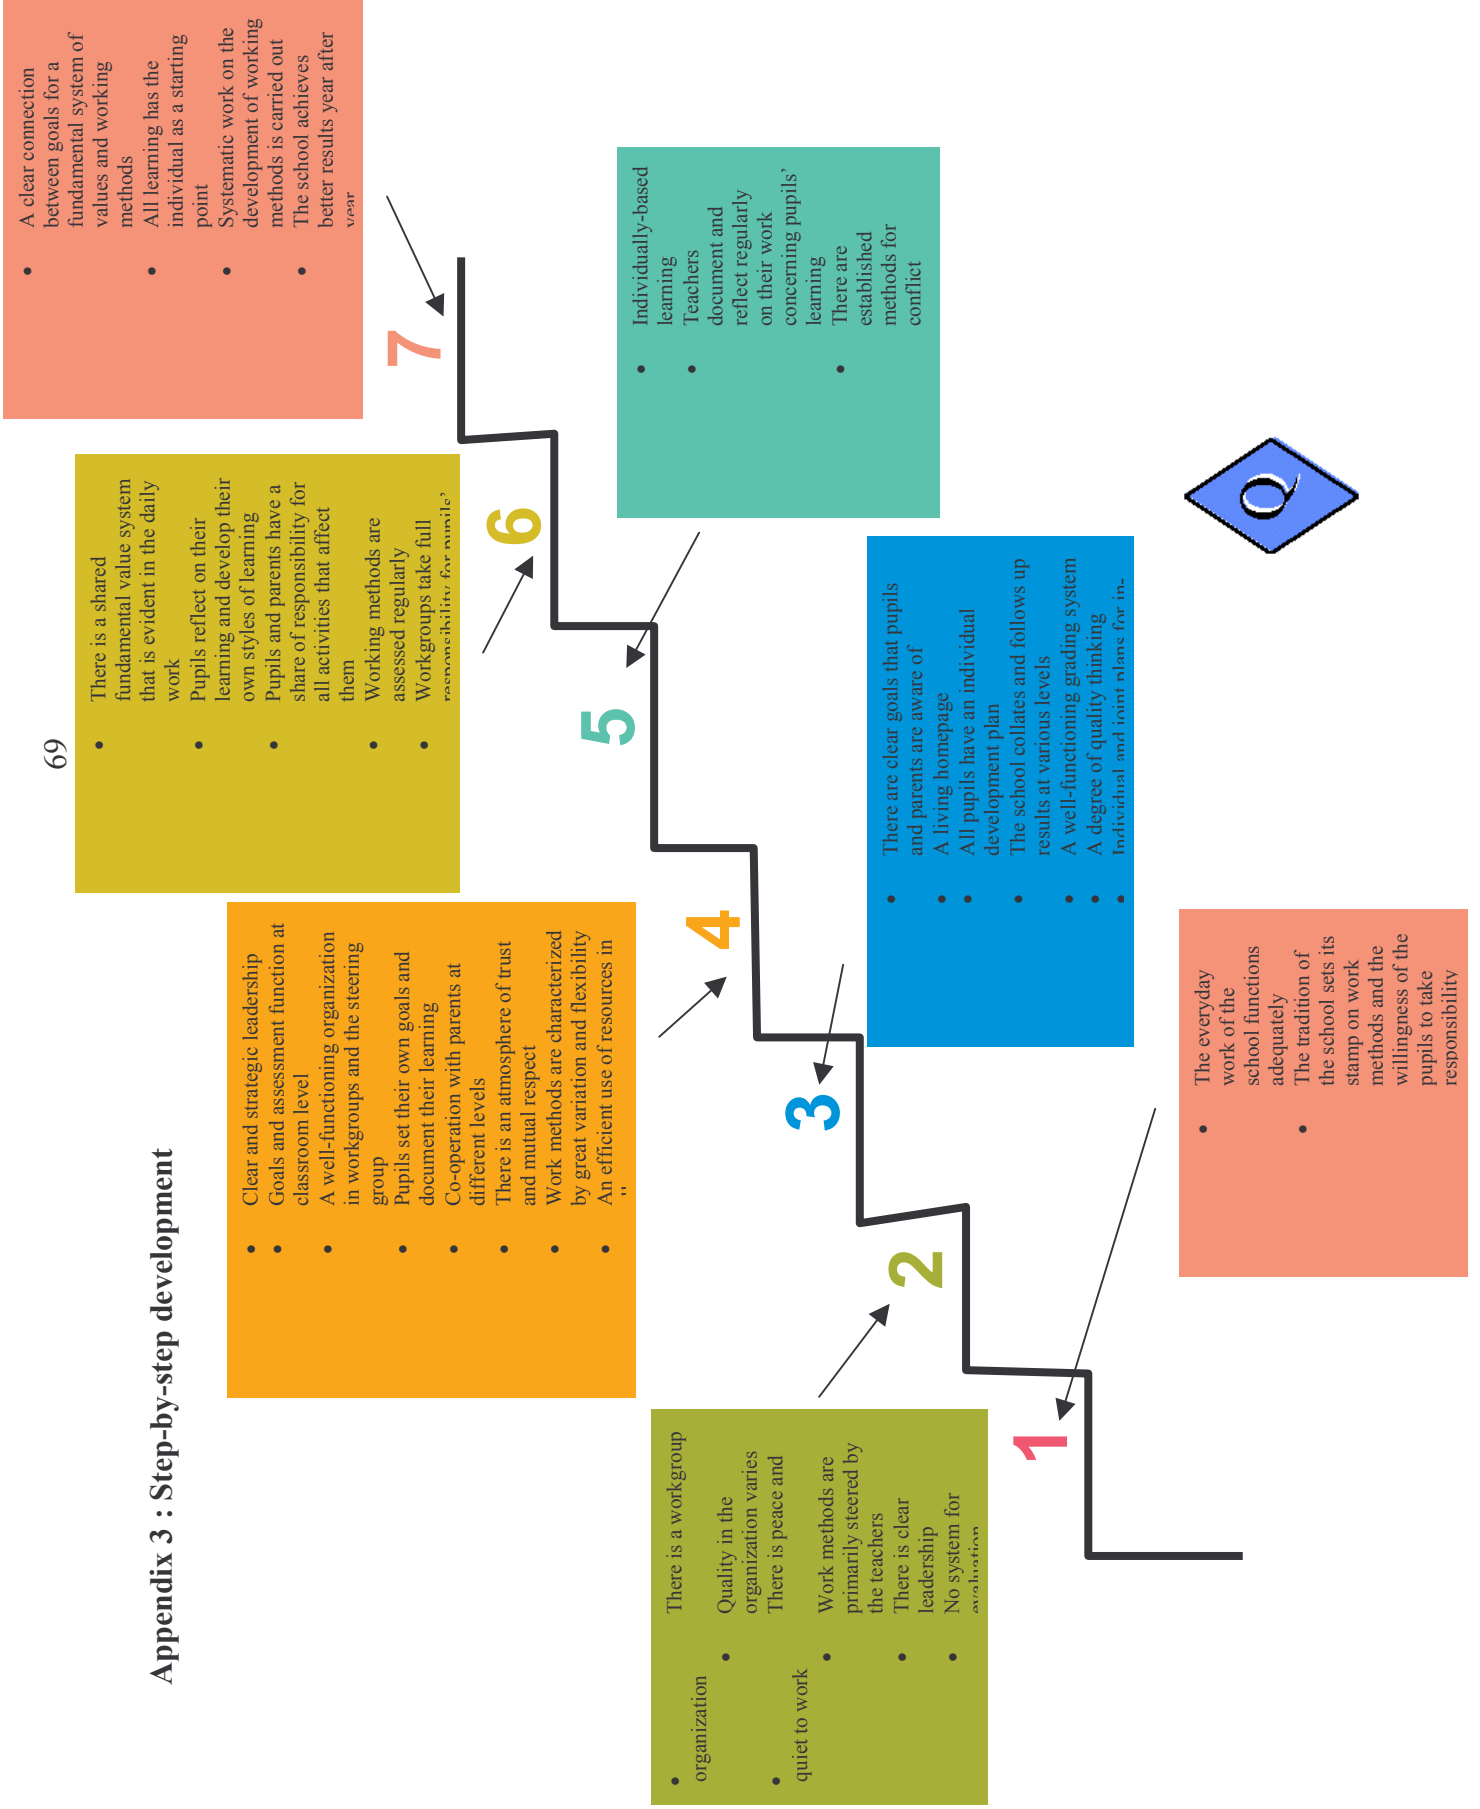 69
Appendix 3 : Step-by-step development
• There is a workgroup
organization
• Quality in the
organization varies
• There is peace and
quiet to work
• Work methods are
primarily steered by
the teachers
• There is clear
leadership
• No system for
evaluation
• Clear and strategic leadership
• Goals and assessment function at
classroom level
• A well-functioning organization
in workgroups and the steering
group
• Pupils set their own goals and
document their learning
• Co-operation with parents at
different levels
• There is an atmosphere of trust
and mutual respect
• Work methods are characterized
by great variation and flexibility
• An efficient use of resources in
• There is a shared
fundamental value system
that is evident in the daily
work
• Pupils reflect on their
learning and develop their
own styles of learning
• Pupils and parents have a
share of responsibility for
all activities that affect
them
• Working methods are
assessed regularly
• Workgroups take full
responsibility for pupils’
• A clear connection
between goals for a
fundamental system of
values and working
methods
• All learning has the
individual as a starting
point
• Systematic work on the
development of working
methods is carried out
• The school achieves
better results year after
year
1
2
3
4
5
6
7
• The everyday
work of the
school functions
adequately
• The tradition of
the school sets its
stamp on work
methods and the
willingness of the
pupils to take
responsibility
• There are clear goals that pupils
and parents are aware of
• A living homepage
• All pupils have an individual
development plan
• The school collates and follows up
results at various levels
• A well-functioning grading system
• A degree of quality thinking
• Individual and joint plans for in-
• Individually-based
learning
• Teachers
document and
reflect regularly
on their work
concerning pupils’
learning
• There are
established
methods for
conflict
Q